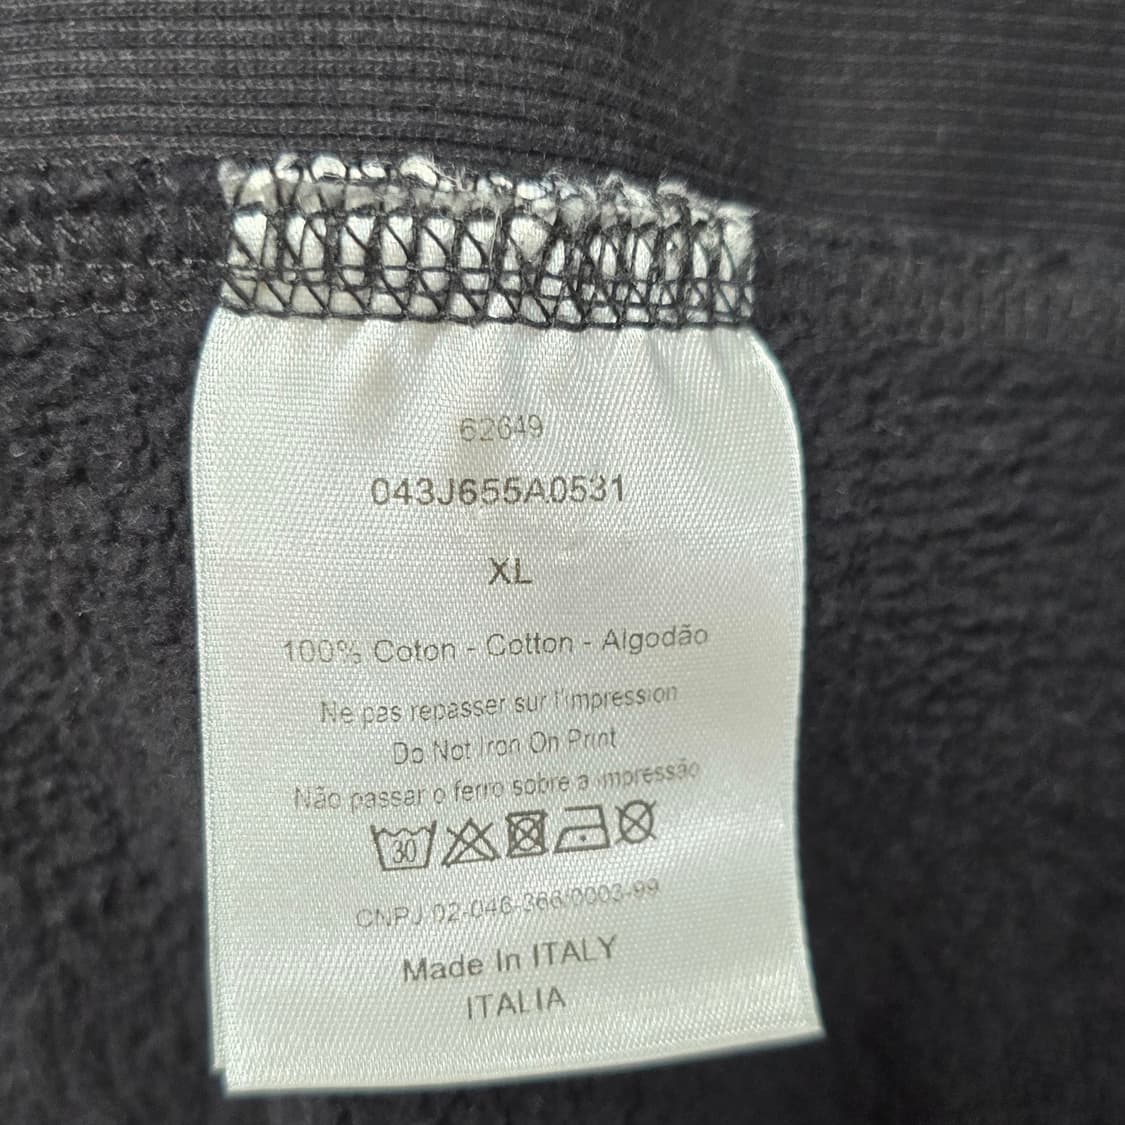 62649
043J655A0531
XL
100% Coton - Cotton - Algodão
Ne pas repasser sur l'impression
Do Not Iron On Print
Não passar o ferro sobre a impressão
30
CNPJ 02-046-366/0003-99
Made In ITALY
ITALIA